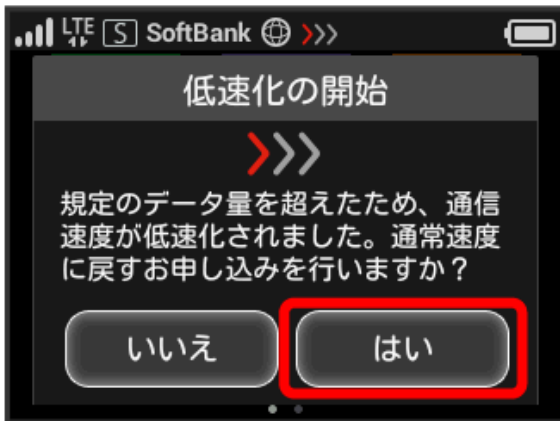 LTE S SoftBank
低速化の開始
規定のデータ量を超えたため、通信
速度が低速化されました。通常速度
に戻すお申し込みを行いますか？
いいえ はい